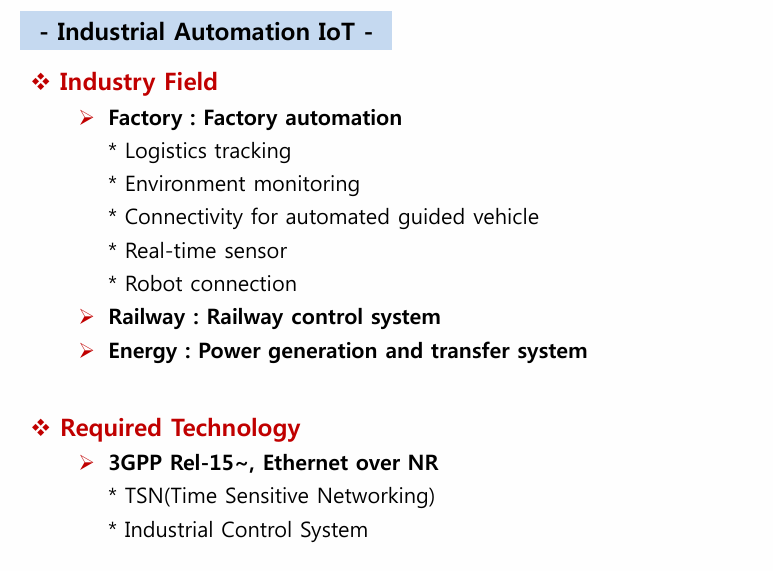 - Industrial Automation IoT -
❖ Industry Field
➢ Factory : Factory automation
* Logistics tracking
* Environment monitoring
* Connectivity for automated guided vehicle
* Real-time sensor
* Robot connection
➢ Railway : Railway control system
➢ Energy : Power generation and transfer system
❖ Required Technology
➢ 3GPP Rel-15~, Ethernet over NR
* TSN(Time Sensitive Networking)
* Industrial Control System